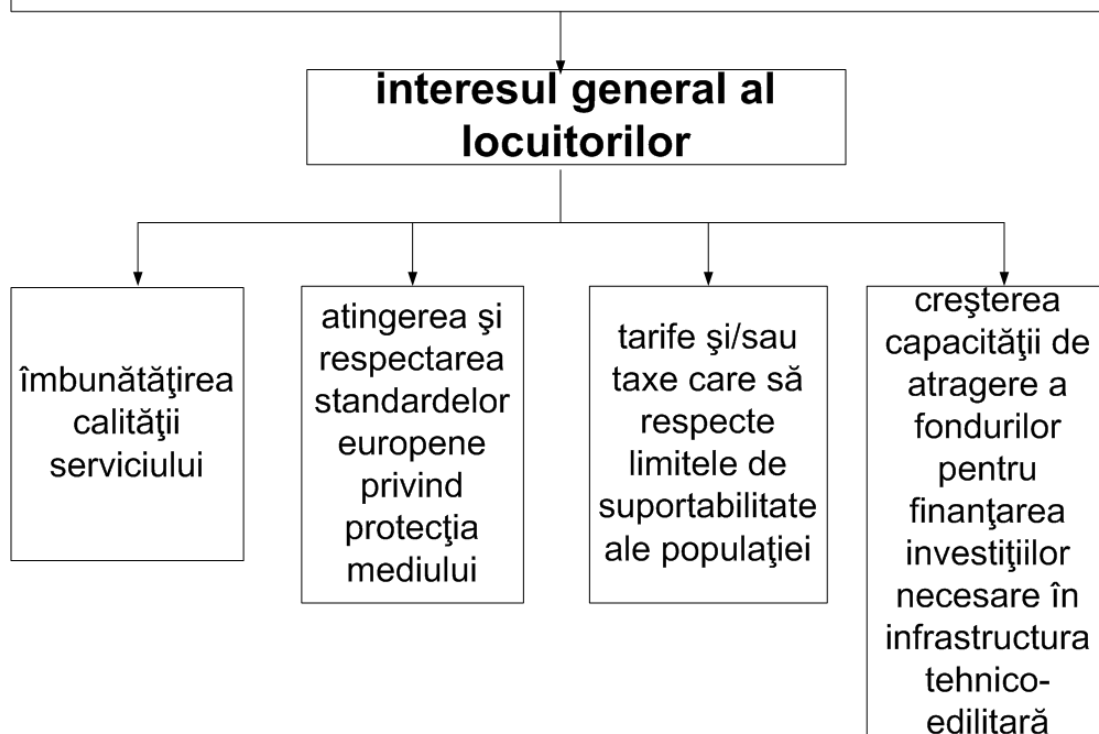 interesul general al
locuitorilor
îmbunătăţirea
calităţii
serviciului
atingerea şi
respectarea
standardelor
europene
privind
protecţia
mediului
tarife şi/sau
taxe care să
respecte
limitele de
suportabilitate
ale populaţiei
creşterea
capacităţii de
atragere a
fondurilor
pentru
finanţarea
investiţiilor
necesare în
infrastructura
tehnico-
edilitară